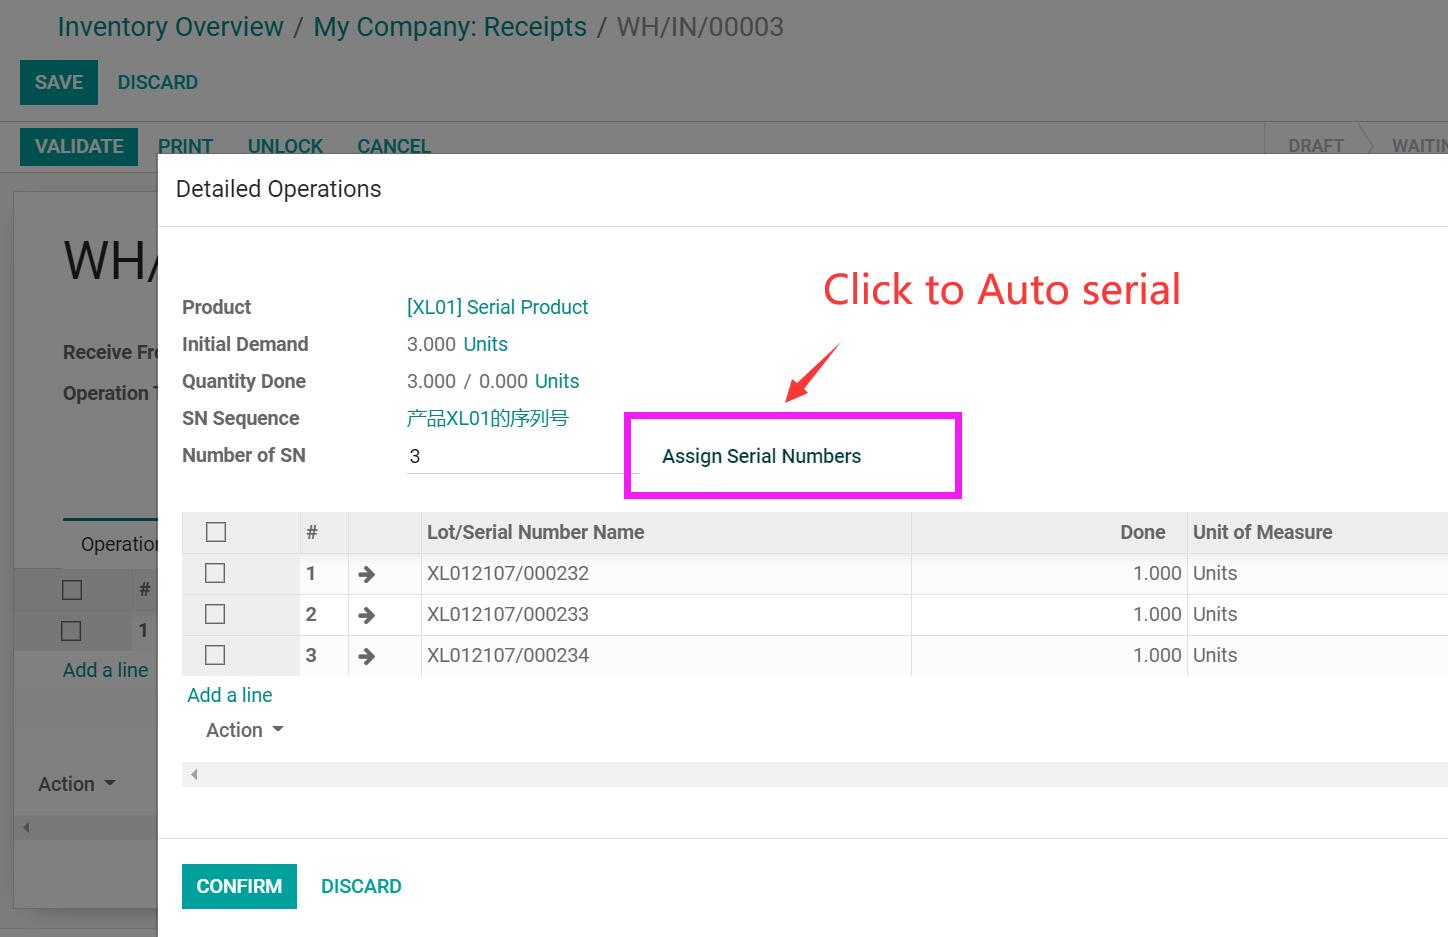 Inventory Overview / My Company: Receipts / WH/IN/00003
SAVE DISCARD
VALIDATE PRINT UNLOCK CANCEL DRAFT
Detailed Operations
WH/
Click to Auto serial
Product [XL01] Serial Product
Initial Demand 3.000 Units
Receive
Quantity Done 3.000 / 0.000 Units
Operation
SN Sequence 产品XL01的序列号
Number of SN 3 Assign Serial Numbers
# Lot/Serial Number Name Done Unit of Measure
1 XL012107/000232 1.000 Units
#
2 XL012107/000233 1.000 Units
1
3 XL012107/000234 1.000 Units
Add a line
Add a line
Action
Action
CONFIRM DISCARD